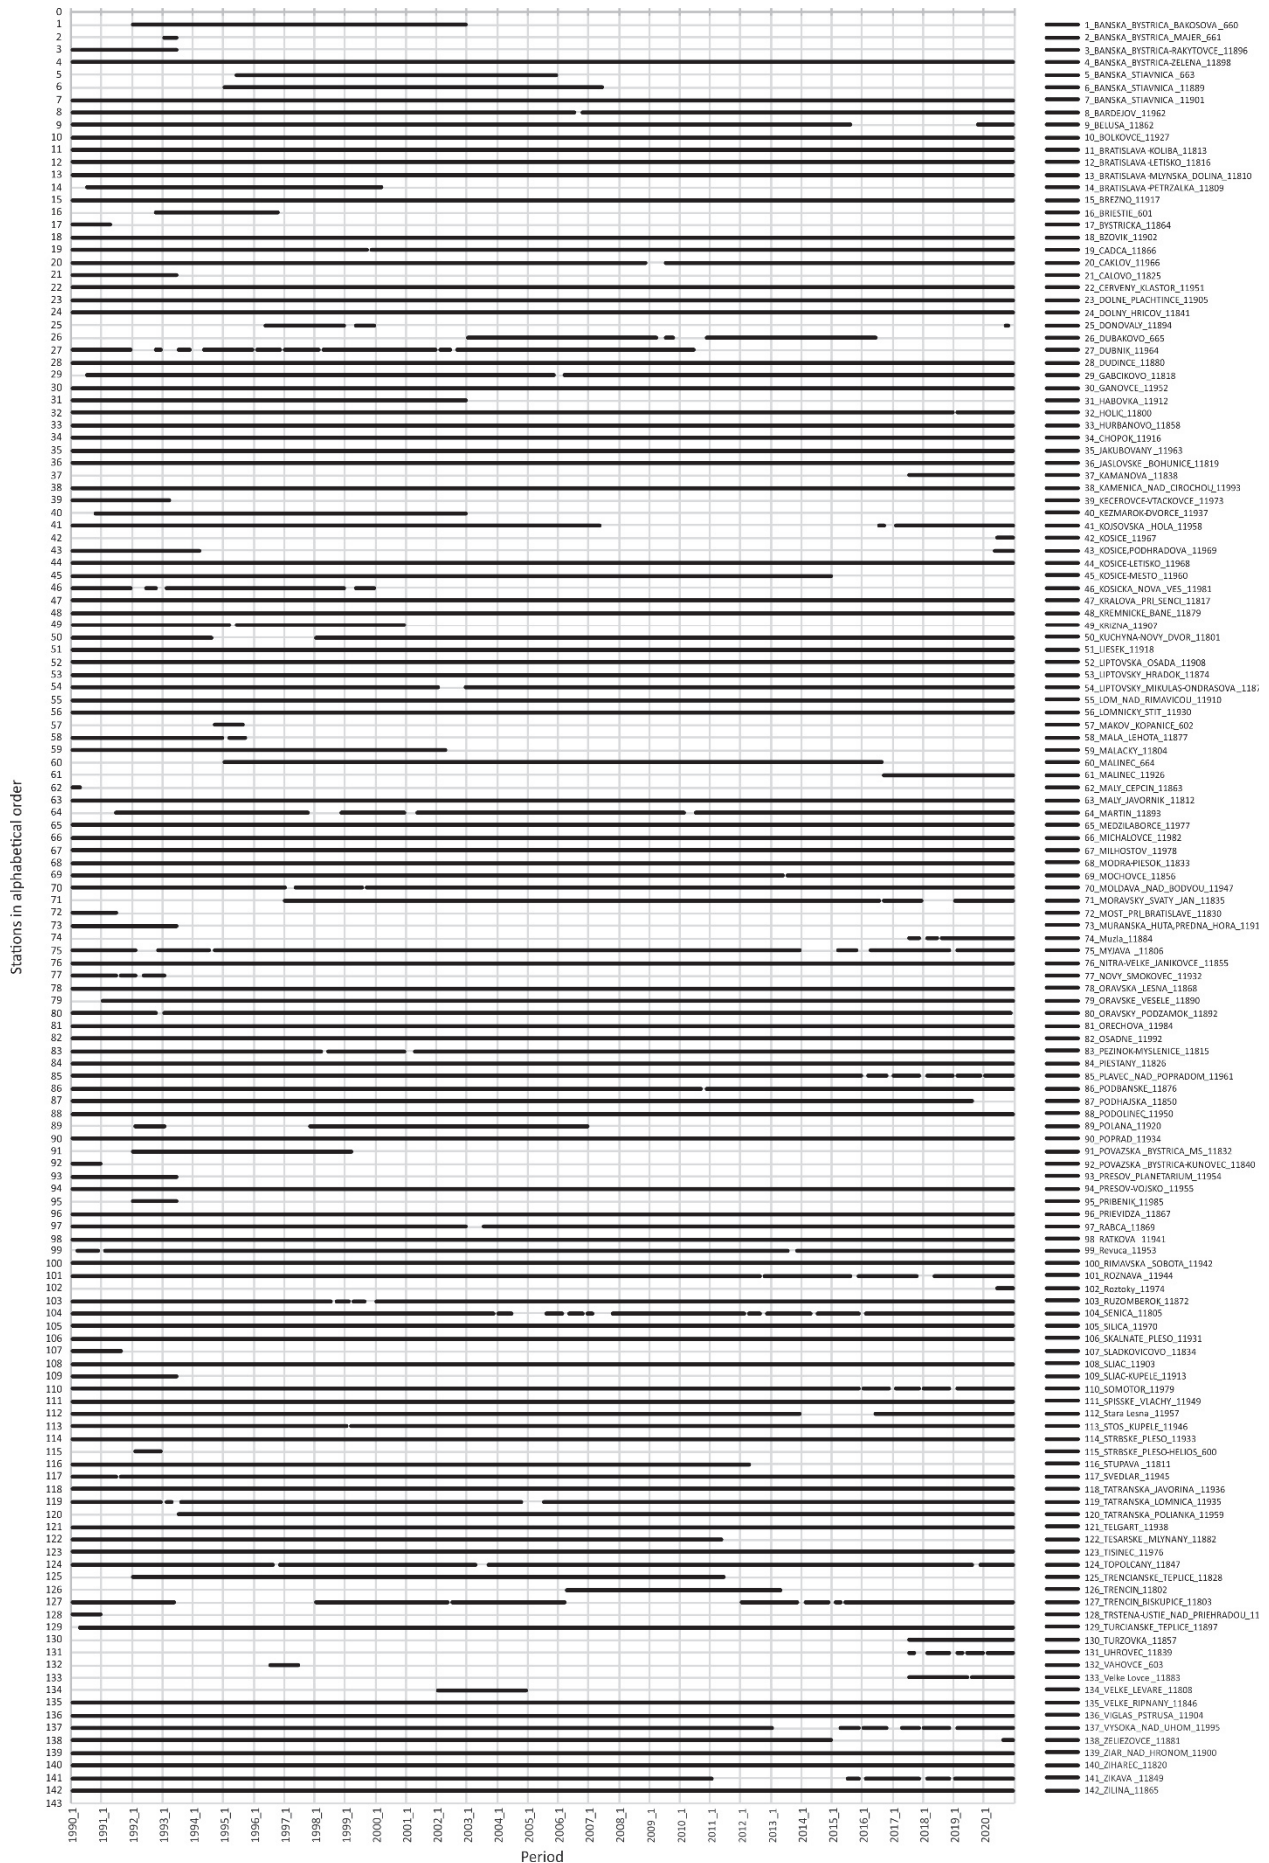 Stations in alphabetical order
0
1
2
3
4
5
6
7
8
9
10
11
12
13
14
15
16
17
18
19
20
21
22
23
24
25
26
27
28
29
30
31
32
33
34
35
36
37
38
39
40
41
42
43
44
45
46
47
48
49
50
51
52
53
54
55
56
57
58
59
60
61
62
63
64
65
66
67
68
69
70
71
72
73
74
75
76
77
78
79
80
81
82
83
84
85
86
87
88
89
90
91
92
93
94
95
96
97
98
99
100
101
102
103
104
105
106
107
108
109
110
111
112
113
114
115
116
117
118
119
120
121
122
123
124
125
126
127
128
129
130
131
132
133
134
135
136
137
138
139
140
141
142
143
1990_1
1991_1
1992_1
1993_1
1994_1
1995_1
1996_1
1997_1
1998_1
1999_1
2000_1
2001_1
2002_1
2003_1
2004_1
2005_1
2006_1
2007_1
2008_1
2009_1
2010_1
2011_1
2012_1
2013_1
2014_1
2015_1
2016_1
2017_1
2018_1
2019_1
2020_1
Period
1_BANSKA_BYSTRICA_BAKOSOVA_660
2_BANSKA_BYSTRICA_MAJER_661
3_BANSKA_BYSTRICA-RAKYTOVCE_11896
4_BANSKA_BYSTRICA-ZELENA_11898
5_BANSKA_STIAVNICA_663
6_BANSKA_STIAVNICA_11889
7_BANSKA_STIAVNICA_11901
8_BARDEJOV_11962
9_BELUSA_11862
10_BOLKOVCE_11927
11_BRATISLAVA-KOLIBA_11813
12_BRATISLAVA-LETISKO_11816
13_BRATISLAVA-MLYNSKA_DOLINA_11810
14_BRATISLAVA-PETRZALKA_11809
15_BREZNO_11917
16_BRIESTIE_601
17_BYSTRICKA_11864
18_BZOVIK_11902
19_CADCA_11866
20_CAKLOV_11966
21_CALOVO_11825
22_CERVENY_KLASTOR_11951
23_DOLNE_PLACHTINCE_11905
24_DOLNY_HRICOV_11841
25_DONOVALY_11894
26_DUBAKOVO_665
27_DUBNIK_11964
28_DUDINCE_11880
29_GABCIKOVO_11818
30_GANOVCE_11952
31_HABOVKA_11912
32_HOLIC_11800
33_HURBANOVO_11858
34_CHOPOK_11916
35_JAKUBOVANY_11963
36_JASLOVSKE_BOHUNICE_11819
37_KAMANOVA_11838
38_KAMENICA_NAD_CIROCHOU_11993
39_KECEROVCE-VTACKOVCE_11973
40_KEZMAROK-DVORCE_11937
41_KOJSOVSKA_HOLA_11958
42_KOSICE_11967
43_KOSICE,PODHRADOVA_11969
44_KOSICE-LETISKO_11968
45_KOSICE-MESTO_11960
46_KOSICKA_NOVA_VES_11981
47_KRALOVA_PRI_SENCI_11817
48_KREMNICKE_BANE_11879
49_KRIZNA_11907
50_KUCHYNA-NOVY_DVOR_11801
51_LIESEK_11918
52_LIPTOVSKA_OSADA_11908
53_LIPTOVSKY_HRADOK_11874
54_LIPTOVSKY_MIKULAS-ONDRASOVA_1187
55_LOM_NAD_RIMAVICOU_11910
56_LOMNICKY_STIT_11930
57_MAKOV_KOPANICE_602
58_MALA_LEHOTA_11877
59_MALACKY_11804
60_MALINEC_664
61_MALINEC_11926
62_MALY_CEPCIN_11863
63_MALY_JAVORNIK_11812
64_MARTIN_11893
65_MEDZILABORCE_11977
66_MICHALOVCE_11982
67_MILHOSTOV_11978
68_MODRA-PIESOK_11833
69_MOCHOVCE_11856
70_MOLDAVA_NAD_BODVOU_11947
71_MORAVSKY_SVATY_JAN_11835
72_MOST_PRI_BRATISLAVE_11830
73_MURANSKA_HUTA,PREDNA_HORA_1191
74_Muzla_11884
75_MYJAVA_11806
76_NITRA-VELKE_JANIKOVCE_11855
77_NOVY_SMOKOVEC_11932
78_ORAVSKA_LESNA_11868
79_ORAVSKE_VESELE_11890
80_ORAVSKY_PODZAMOK_11892
81_ORECHOVA_11984
82_OSADNE_11992
83_PEZINOK-MYSLENICE_11815
84_PIESTANY_11826
85_PLAVEC_NAD_POPRADOM_11961
86_PODBANSKE_11876
87_PODHAJSKA_11850
88_PODOLINEC_11950
89_POLANA_11920
90_POPRAD_11934
91_POVAZSKA_BYSTRICA_MS_11832
92_POVAZSKA_BYSTRICA-KUNOVEC_11840
93_PRESOV_PLANETARIUM_11954
94_PRESOV-VOJSKO_11955
95_PRIBENIK_11985
96_PRIEVIDZA_11867
97_RABCA_11869
98_RATKOVA_11941
99_Revuca_11953
100_RIMAVSKA_SOBOTA_11942
101_ROZNAVA_11944
102_Roztoky_11974
103_RUZOMBEROK_11872
104_SENICA_11805
105_SILICA_11970
106_SKALNATE_PLESO_11931
107_SLADKOVICOVO_11834
108_SLIAC_11903
109_SLIAC-KUPELE_11913
110_SOMOTOR_11979
111_SPISSKE_VLACHY_11949
112_Stara Lesna_11957
113_STOS_KUPELE_11946
114_STRBSKE_PLESO_11933
115_STRBSKE_PLESO-HELIOS_600
116_STUPAVA_11811
117_SVEDLAR_11945
118_TATRANSKA_JAVORINA_11936
119_TATRANSKA_LOMNICA_11935
120_TATRANSKA_POLIANKA_11959
121_TELGART_11938
122_TESARSKE_MLYNANY_11882
123_TISINEC_11976
124_TOPOLCANY_11847
125_TRENCIANSKE_TEPLICE_11828
126_TRENCIN_11802
127_TRENCIN_BISKUPICE_11803
128_TRSTENA-USTIE_NAD_PRIEHRADOU_11
129_TURCIANSKE_TEPLICE_11897
130_TURZOVKA_11857
131_UHROVEC_11839
132_VAHOVCE_603
133_Velke Lovce_11883
134_VELKE_LEVARE_11808
135_VELKE_RIPNANY_11846
136_VIGLAS_PSTRUSA_11904
137_VYSOKA_NAD_UHOM_11995
138_ZELIEZOVCE_11881
139_ZIAR_NAD_HRONOM_11900
140_ZIHAREC_11820
141_ZIKAVA_11849
142_ZILINA_11865